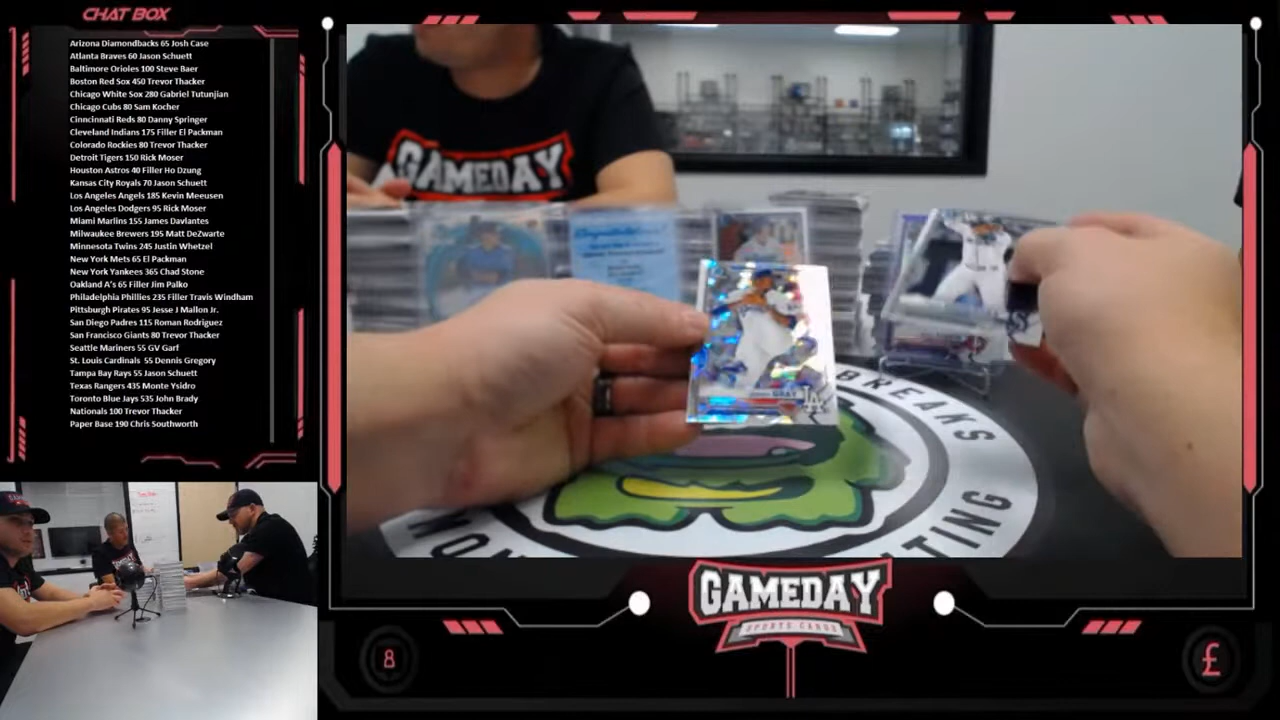 CHAT BOX
Arizona Diamondbacks 65 Josh Case
Atlanta Braves 60 Jason Schuett
Baltimore Orioles 100 Steve Baer
Boston Red Sox 450 Trevor Thacker
Chicago White Sox 280 Gabriel Tutunjian
Chicago Cubs 80 Sam Kocher
Cinncinnati Reds 80 Danny Springer
Cleveland Indians 175 Filler El Packman
Colorado Rockies 80 Trevor Thacker
Detroit Tigers 150 Rick Moser
Houston Astros 40 Filler Ho Dzung
Kansas City Royals 70 Jason Schuett
Los Angeles Angels 185 Kevin Meeusen
Los Angeles Dodgers 95 Rick Moser
Miami Marlins 155 James Daviantes
Milwaukee Brewers 195 Matt DeZwarte
Minnesota Twins 245 Justin Whetzel
New York Mets 65 El Packman
New York Yankees 365 Chad Stone
Oakland A's 65 Filler Jim Palko
Philadelphia Phillies 235 Filler Travis Windham
Pittsburgh Pirates 95 Jesse J Mallon Jr.
San Diego Padres 115 Roman Rodriguez
San Francisco Giants 80 Trevor Thacker
Seattle Mariners 55 GV Garf
St. Louis Cardinals 55 Dennis Gregory
Tampa Bay Rays 55 Jason Schuett
Texas Rangers 435 Monte Ysidro
Toronto Blue Jays 535 John Brady
Nationals 100 Trevor Thacker
Paper Base 190 Chris Southworth
GAMEDAY
GRAY
LA
BREAKS
GAMEDAY
SPORTS CARDS
8
£